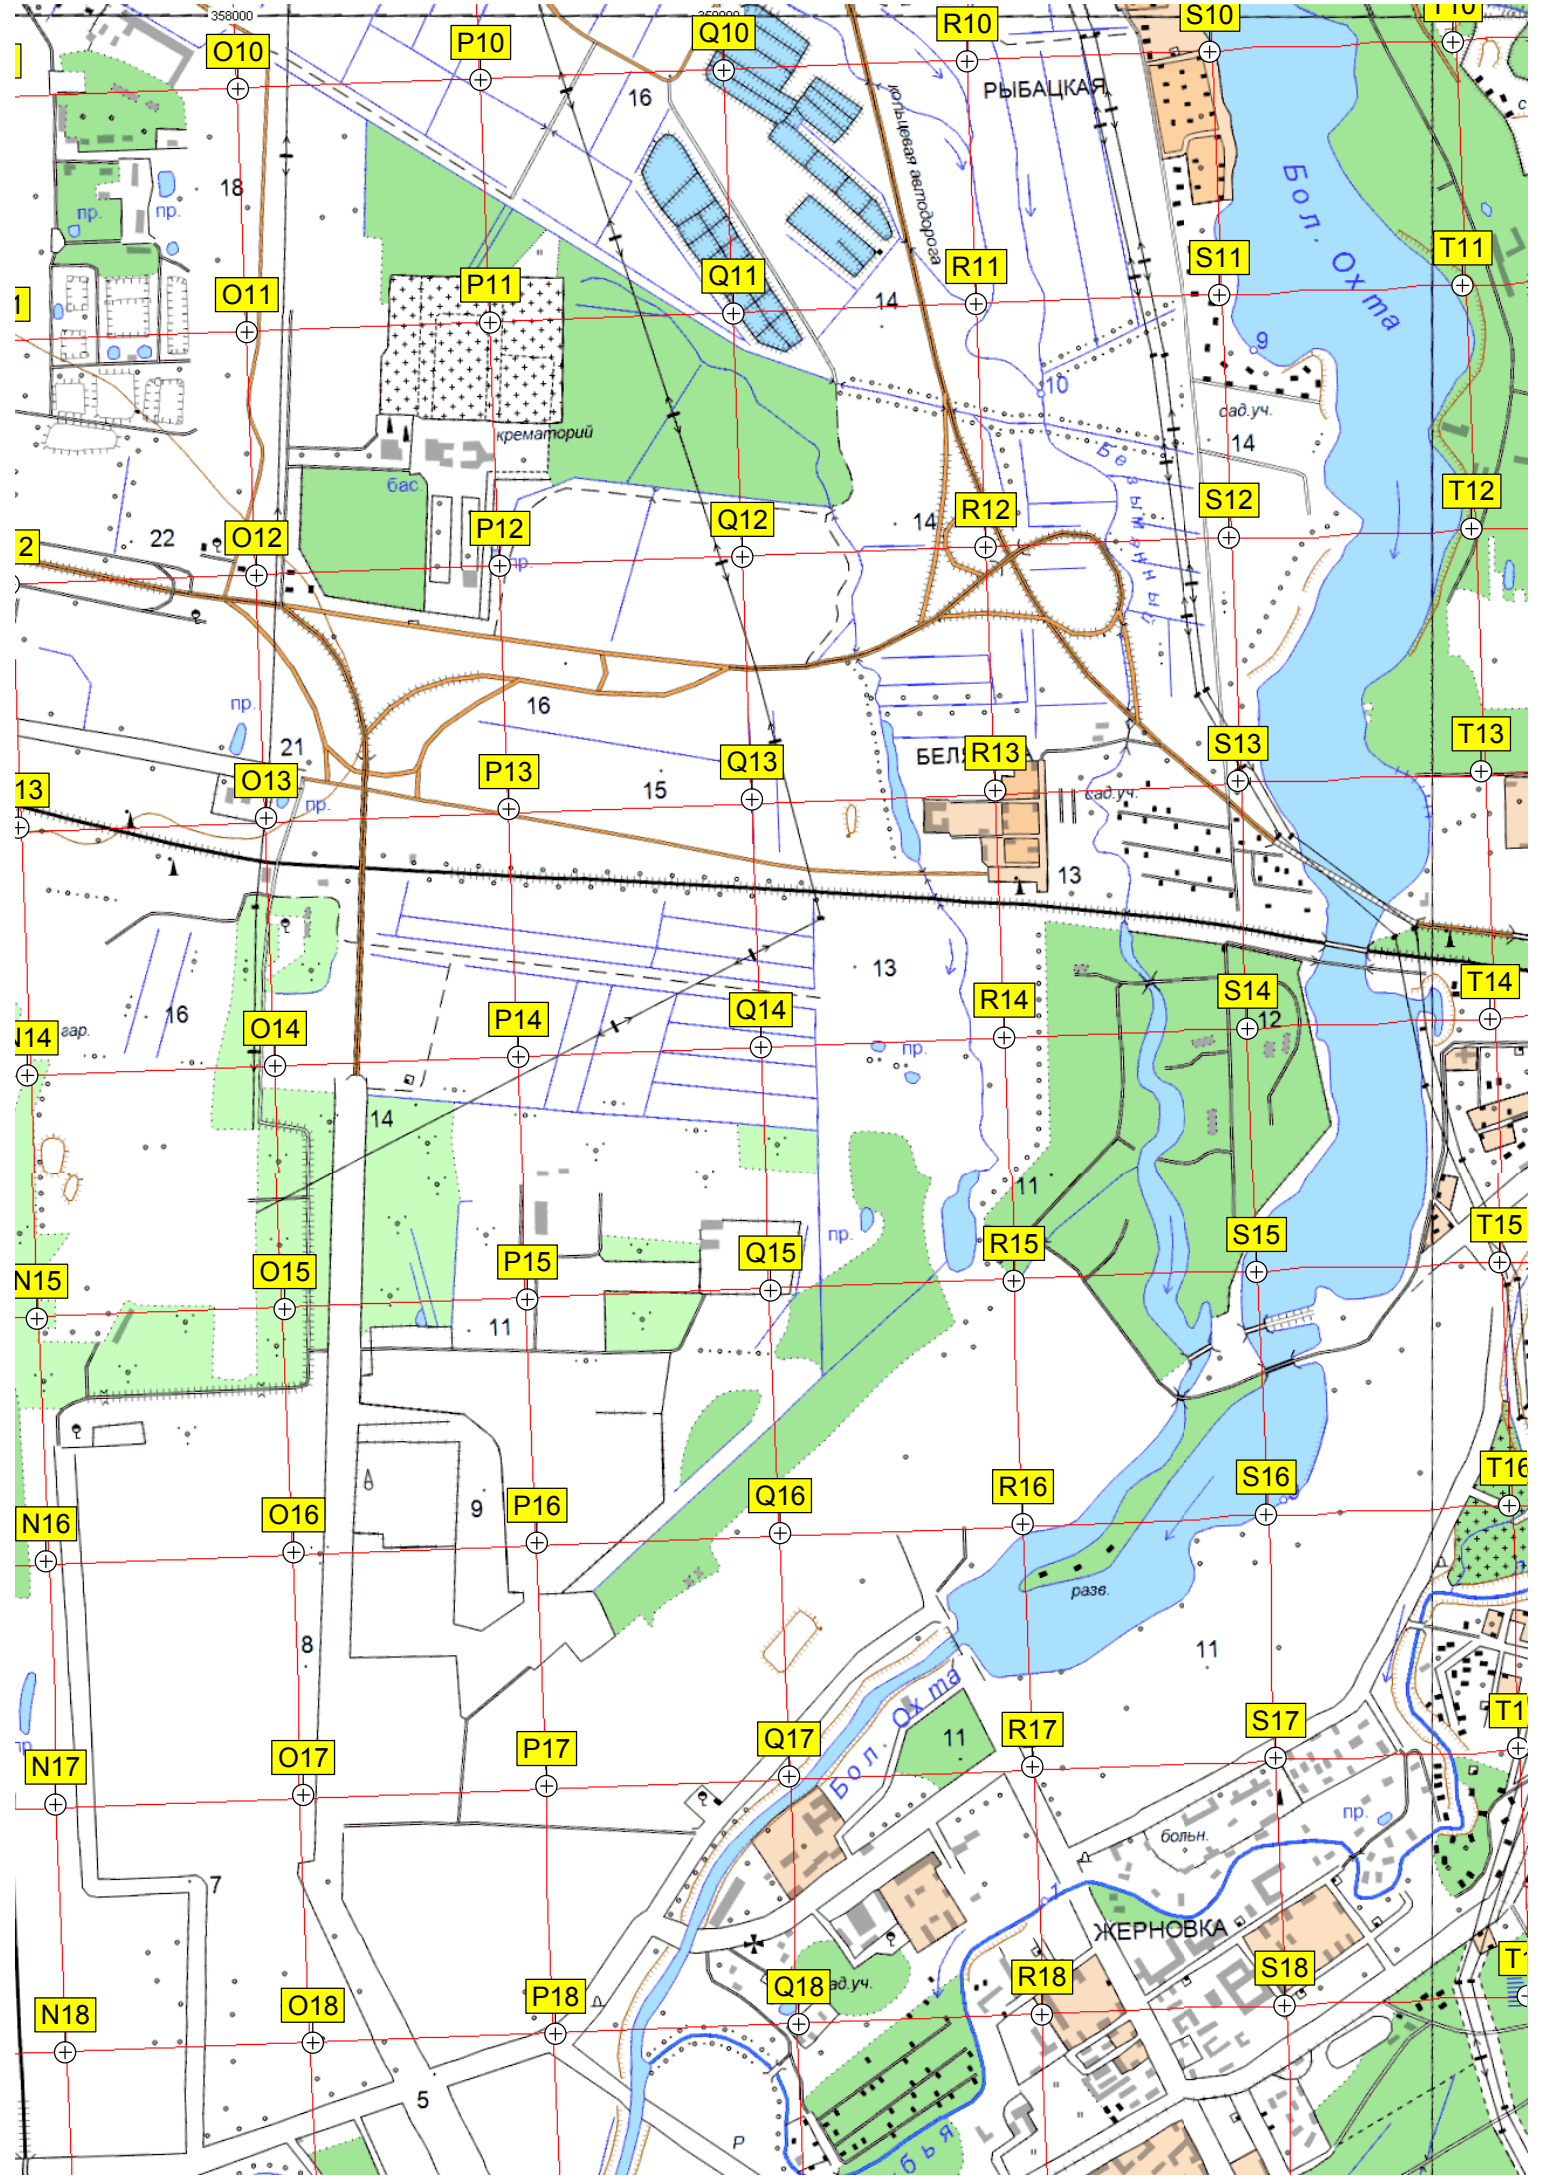 358000
O10
P10
Q10
R10
S10
T10
16
РЫБАЦКАЯ
кольцевая автодорога
Бол. Охта
18
пр.
пр.
O11
P11
Q11
R11
S11
T11
14
9
10
сад.уч.
14
крематорий
Безымянный
бас.
22
O12
P12
Q12
R12
S12
T12
14
пр.
пр.
16
21
O13
P13
Q13
R13
S13
T13
13
пр.
15
сад.уч.
13
13
16
гар.
N14
O14
P14
Q14
R14
S14
T14
12
пр.
14
11
пр.
N15
O15
P15
Q15
R15
S15
T15
11
9
N16
O16
P16
Q16
R16
S16
T16
разв.
8
11
Бол. Охта
11
N17
O17
P17
Q17
R17
S17
пр.
больн.
7
1
ЖЕРНОВКА
N18
O18
P18
Q18
R18
S18
5
Р